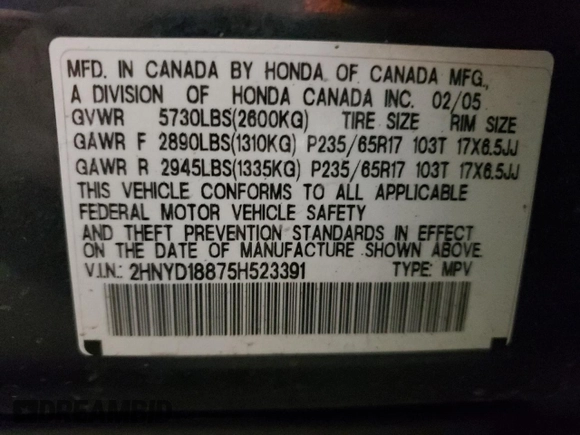 MFD. IN CANADA BY HONDA OF CANADA MFG.,
A DIVISION OF HONDA CANADA INC. 02/05
GVWR 5730LBS(2600KG) TIRE SIZE RIM SIZE
GAWR F 2890LBS(1310KG) P235/65R17 103T 17X6.5JJ
GAWR R 2945LBS(1335KG) P235/65R17 103T 17X6.5JJ
THIS VEHICLE CONFORMS TO ALL APPLICABLE
FEDERAL MOTOR VEHICLE SAFETY
AND THEFT PREVENTION STANDARDS IN EFFECT
ON THE DATE OF MANUFACTURE SHOWN ABOVE.
V.I.N.: 2HNYD18875H523391 TYPE: MPV